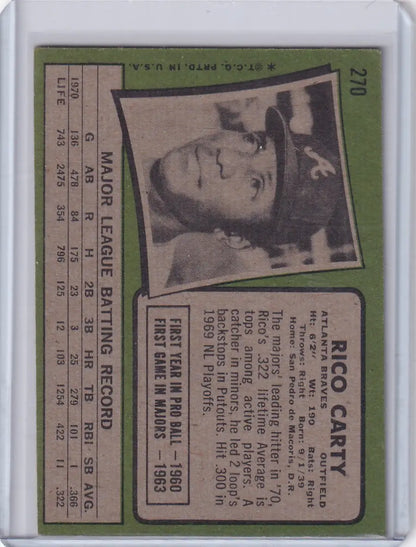 270
RICO CARTY
ATLANTA BRAVES OUTFIELD
Ht: 6'2" Wt: 190 Bats: Right
Throws: Right Born: 9/1/39
Home: San Pedro de Macoris, D.R.
The majors' leading hitter in '70,
Rico's .322 lifetime Average is
tops among active players. A
catcher in minors, he led 2 loop's
backstops in Putouts. Hit .300 in
1969 NL Playoffs.
FIRST YEAR IN PRO BALL — 1960
FIRST GAME IN MAJORS — 1963
A
✻©T.C.G. PRTD. IN U.S.A.
MAJOR LEAGUE BATTING RECORD
G AB R H 2B 3B HR TB RBI SB AVG.
1970 136 478 84 175 23 3 25 279 101 1 .366
LIFE 743 2475 354 796 125 12 103 1254 422 11 .322